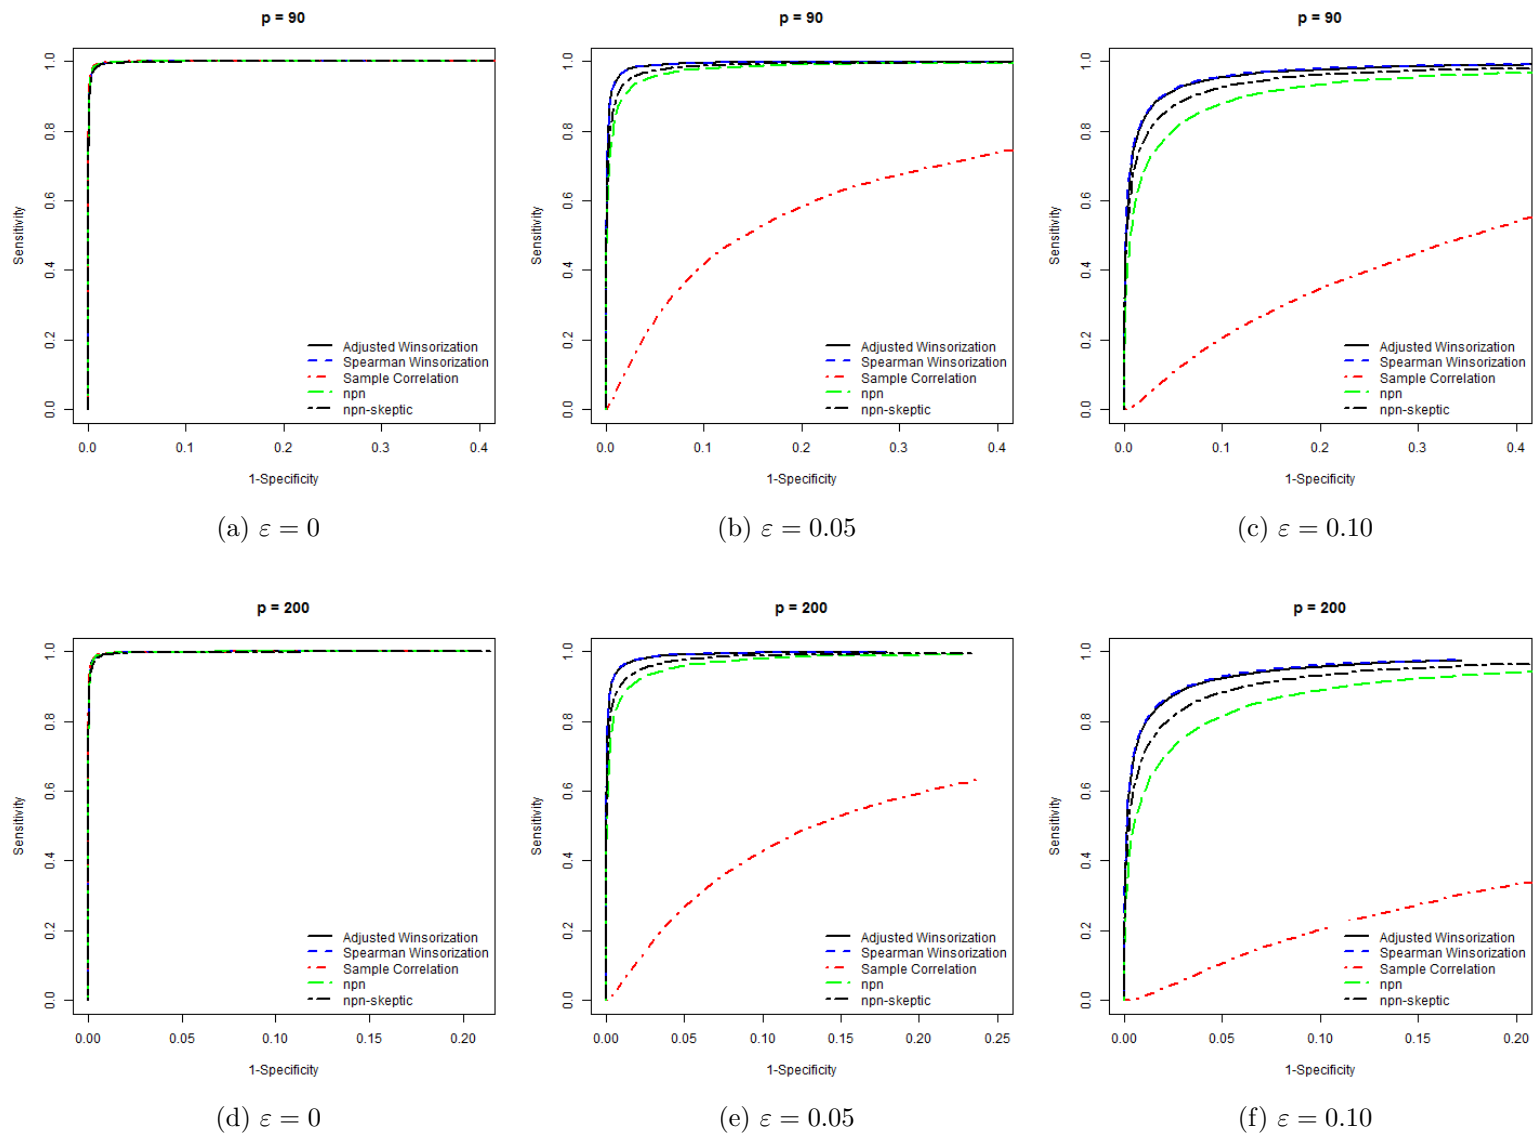 p = 90
p = 90
p = 90
Sensitivity
0.0 0.2 0.4 0.6 0.8 1.0
Adjusted Winsorization
Spearman Winsorization
Sample Correlation
npn
npn-skeptic
0.0 0.1 0.2 0.3 0.4
1-Specificity
(a) ε = 0
Sensitivity
0.0 0.2 0.4 0.6 0.8 1.0
Adjusted Winsorization
Spearman Winsorization
Sample Correlation
npn
npn-skeptic
0.0 0.1 0.2 0.3 0.4
1-Specificity
(b) ε = 0.05
Sensitivity
0.0 0.2 0.4 0.6 0.8 1.0
Adjusted Winsorization
Spearman Winsorization
Sample Correlation
npn
npn-skeptic
0.0 0.1 0.2 0.3 0.4
1-Specificity
(c) ε = 0.10
p = 200
p = 200
p = 200
Sensitivity
0.0 0.2 0.4 0.6 0.8 1.0
Adjusted Winsorization
Spearman Winsorization
Sample Correlation
npn
npn-skeptic
0.00 0.05 0.10 0.15 0.20
1-Specificity
(d) ε = 0
Sensitivity
0.0 0.2 0.4 0.6 0.8 1.0
Adjusted Winsorization
Spearman Winsorization
Sample Correlation
npn
npn-skeptic
0.00 0.05 0.10 0.15 0.20 0.25
1-Specificity
(e) ε = 0.05
Sensitivity
0.0 0.2 0.4 0.6 0.8 1.0
Adjusted Winsorization
Spearman Winsorization
Sample Correlation
npn
npn-skeptic
0.00 0.05 0.10 0.15 0.20
1-Specificity
(f) ε = 0.10